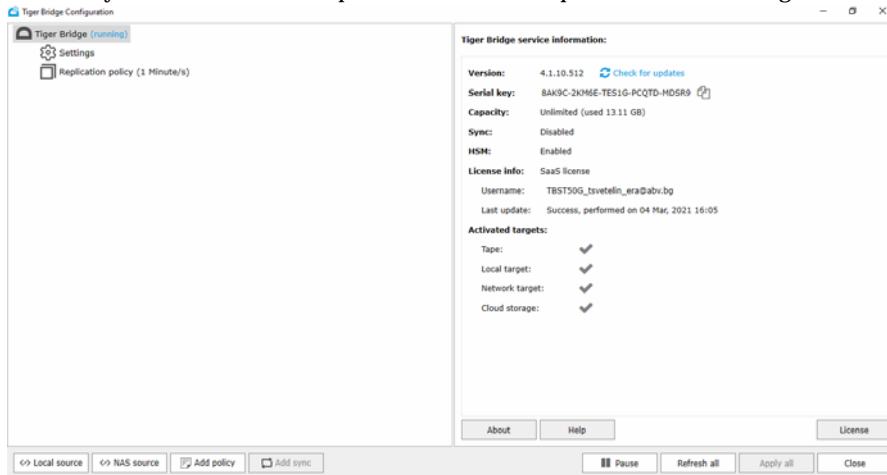 Tiger Bridge Configuration
Tiger Bridge (running)
Settings
Replication policy (1 Minute/s)
Tiger Bridge service information:
Version: 4.1.10.512 Check for updates
Serial key: 8AK9C-2KM6E-TES1G-PCQTD-MDSR9
Capacity: Unlimited (used 13.11 GB)
Sync: Disabled
HSM: Enabled
License info: SaaS license
Username: TBST50G_tsvetelin_era@abv.bg
Last update: Success, performed on 04 Mar, 2021 16:05
Activated targets:
Tape:
Local target:
Network target:
Cloud storage:
About Help License
<> Local source <> NAS source Add policy Add sync Pause Refresh all Apply all Close